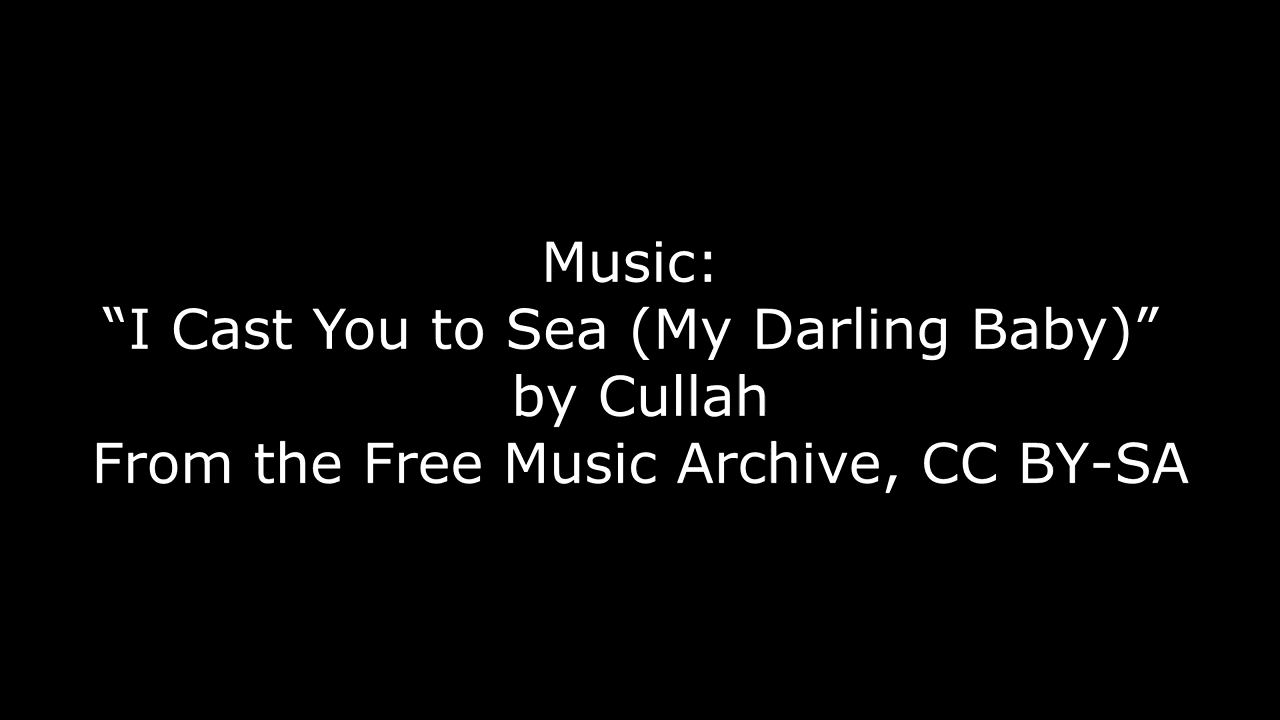 Music:
“I Cast You to Sea (My Darling Baby)”
by Cullah
From the Free Music Archive, CC BY-SA